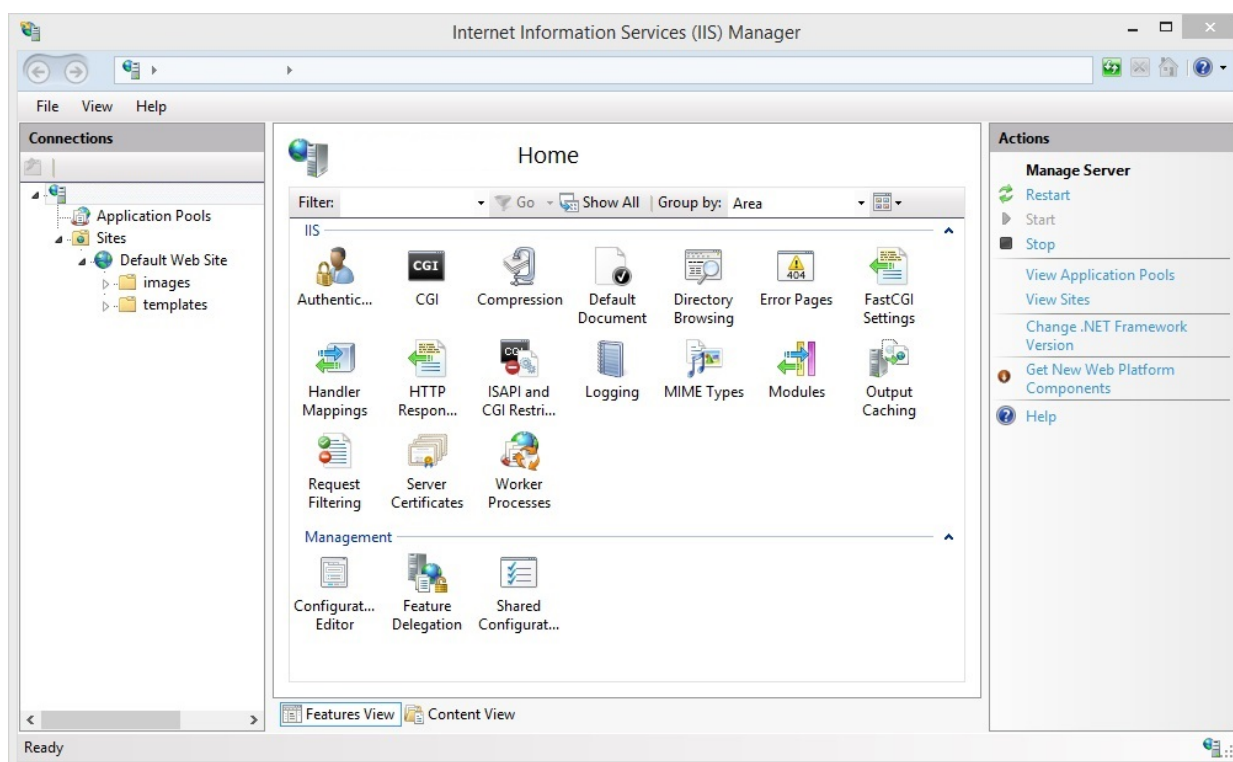 Internet Information Services (IIS) Manager
File View Help
Connections
Application Pools
Sites
Default Web Site
images
templates
Home
Filter: Go Show All Group by: Area
IIS
Authentic... CGI Compression Default Directory Error Pages FastCGI
Document Browsing Settings
CGI
404
Handler HTTP ISAPI and Logging MIME Types Modules Output
Mappings Respon... CGI Restri... Caching
Request Server Worker
Filtering Certificates Processes
Management
Configurat... Feature Shared
Editor Delegation Configurat...
Features View Content View
Actions
Manage Server
Restart
Start
Stop
View Application Pools
View Sites
Change .NET Framework
Version
Get New Web Platform
Components
Help
Ready